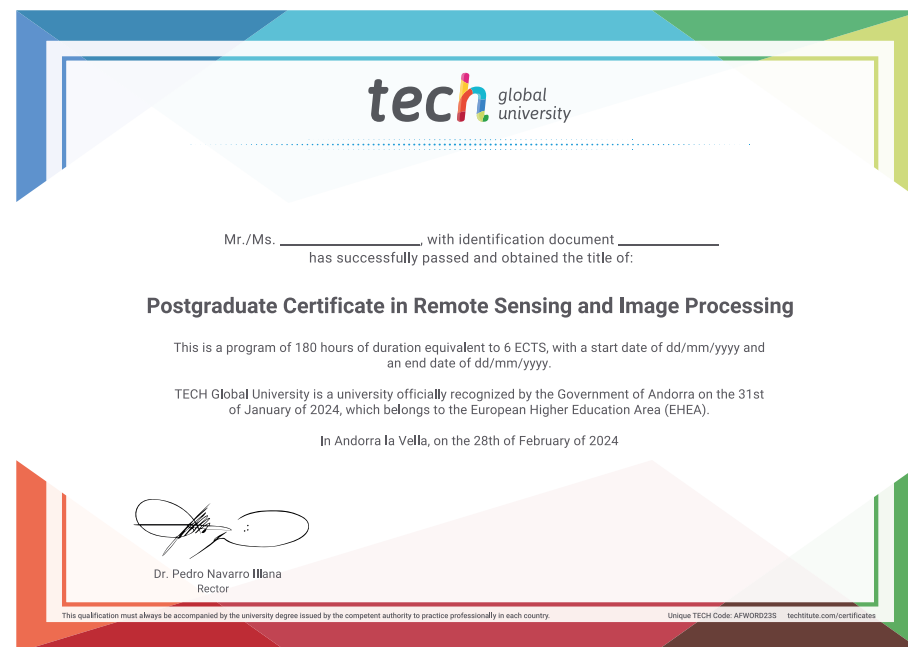 tech global
university
Mr./Ms. ____________, with identification document ____________
has successfully passed and obtained the title of:
Postgraduate Certificate in Remote Sensing and Image Processing
This is a program of 180 hours of duration equivalent to 6 ECTS, with a start date of dd/mm/yyyy and
an end date of dd/mm/yyyy.
TECH Global University is a university officially recognized by the Government of Andorra on the 31st
of January of 2024, which belongs to the European Higher Education Area (EHEA).
In Andorra la Vella, on the 28th of February of 2024
Dr. Pedro Navarro Illana
Rector
This qualification must always be accompanied by the university degree issued by the competent authority to practice professionally in each country. Unique TECH Code: AFWORD23S techtitute.com/certificates